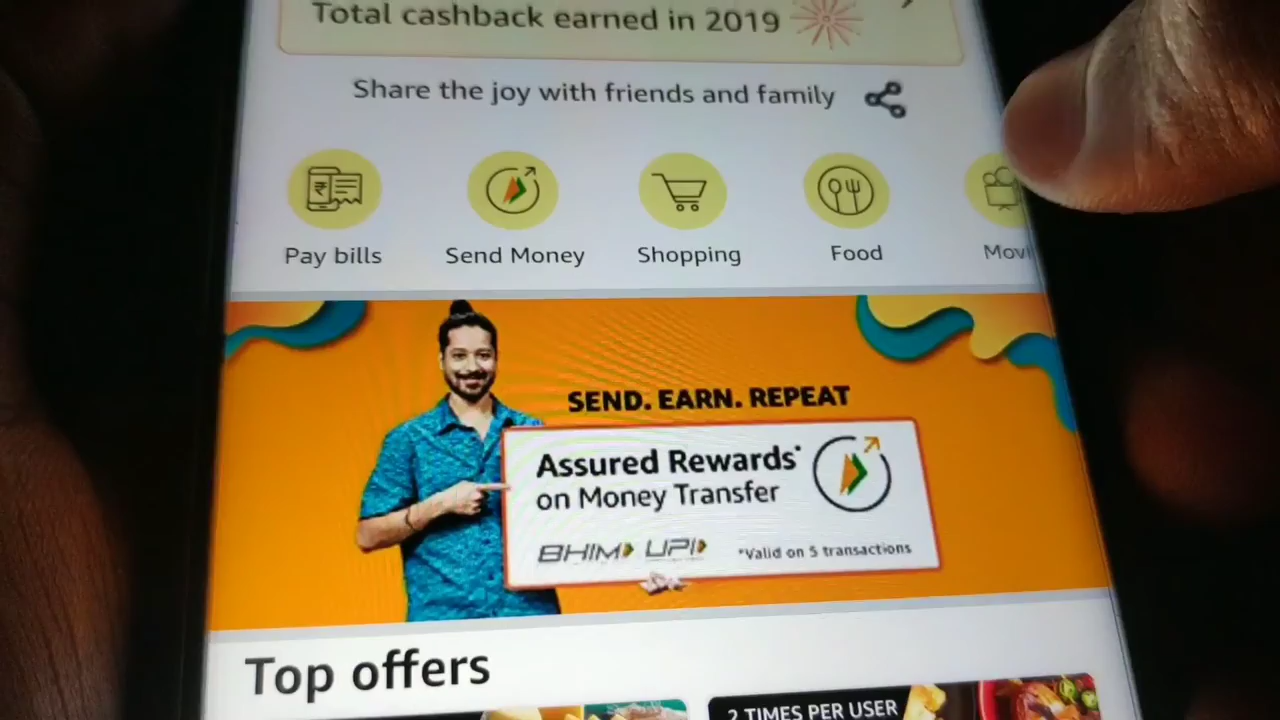 Total cashback earned in 2019
Share the joy with friends and family
Pay bills
Send Money
Shopping
Food
Movi
SEND. EARN. REPEAT
Assured Rewards*
on Money Transfer
BHIM UPI
*Valid on 5 transactions
Top offers
2 TIMES PER USER